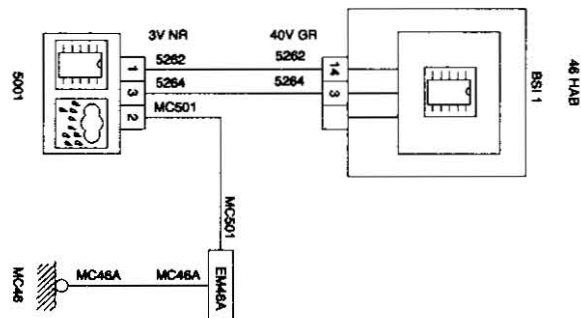 3V NR
40V GR
46 HAB
5262
5262
1
14
5264
5264
3
3
MC501
2
5001
BSI 1
MC501
MC46A
MC46A
EM46A
MC46